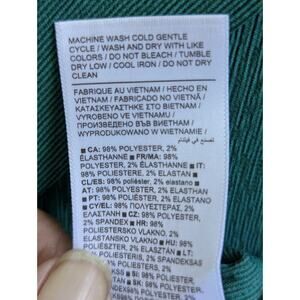 MACHINE WASH COLD GENTLE
CYCLE / WASH AND DRY WITH LIKE
COLORS / DO NOT BLEACH / TUMBLE
DRY LOW / COOL IRON / DO NOT DRY
CLEAN
FABRIQUE AU VIETNAM / HECHO EN
VIETNAM / FABRICADO NO VIETNÃ /
ΚΑΤΑΣΚΕΥΑΣΤΗΚΕ ΣΤΟ ΒΙΕΤΝΑΜ /
VYROBENO VE VIETNAMU /
ПРОИЗВЕДЕНО ВЪВ ВИЕТНАМ /
WYPRODUKOWANO W WIETNAMIE /
■ CA: 98% POLYESTER, 2%
ÉLASTHANNE ■ FR/MA: 98%
POLYESTER, 2% ÉLASTHANNE ■ IT:
98% POLIESTERE, 2% ELASTAN ■
CL/ES: 98% poliéster, 2% elastano ■
AT: 98% POLYESTER, 2% ELASTHAN
■ PT: 98% POLIÉSTER, 2% ELASTANO
■ CY/EL: 98% ΠΟΛΥΕΣΤΕΡΑΣ, 2%
ΕΛΑΣΤΑΝΗ ■ CZ: 98% POLYESTER,
2% SPANDEX ■ HR: 98%
POLIESTERSKO VLAKNO, 2%
ELASTANSKO VLAKNO ■ HU: 98%
POLIÉSZTER, 2% ELASZTÁN ■ LT:
98% POLIESTERIS, 2%
SPANDEX